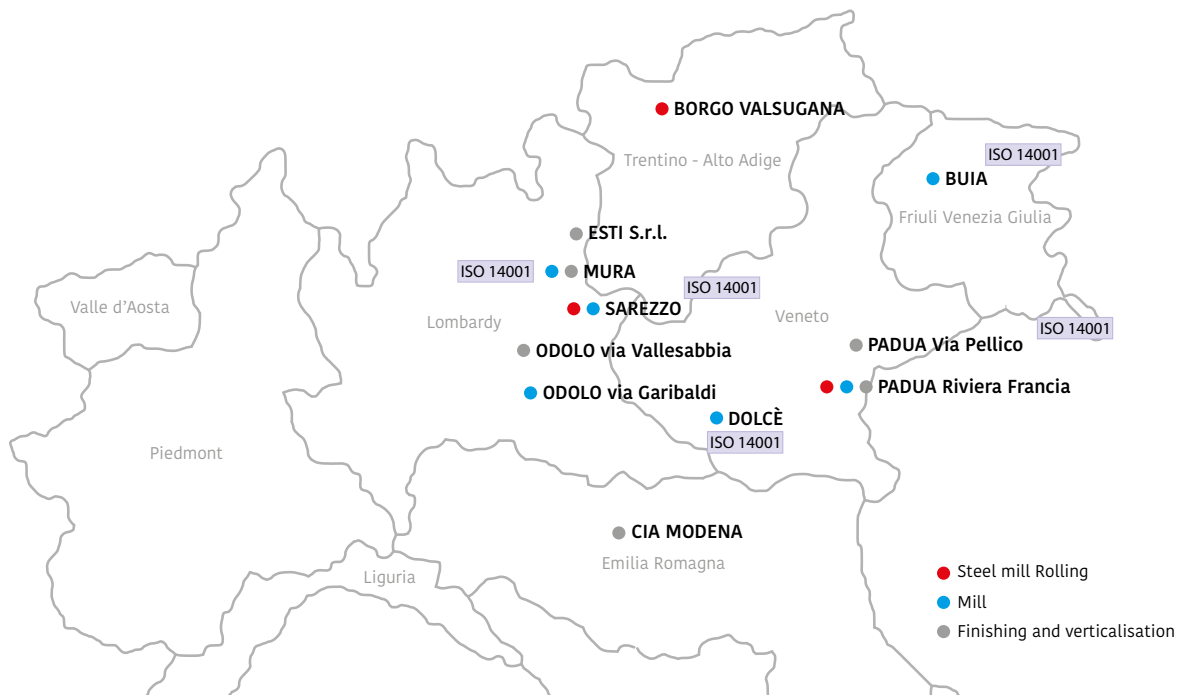 BORGO VALSUGANA
Trentino - Alto Adige
ISO 14001
BUIA
Friuli Venezia Giulia
ESTI S.r.l.
ISO 14001
MURA
ISO 14001
Valle d’Aosta
Lombardy
SAREZZO
Veneto
ISO 14001
ODOLO via Vallesabbia
PADUA Via Pellico
ODOLO via Garibaldi
PADUA Riviera Francia
DOLCÈ
ISO 14001
Piedmont
CIA MODENA
Emilia Romagna
Liguria
Steel mill Rolling
Mill
Finishing and verticalisation